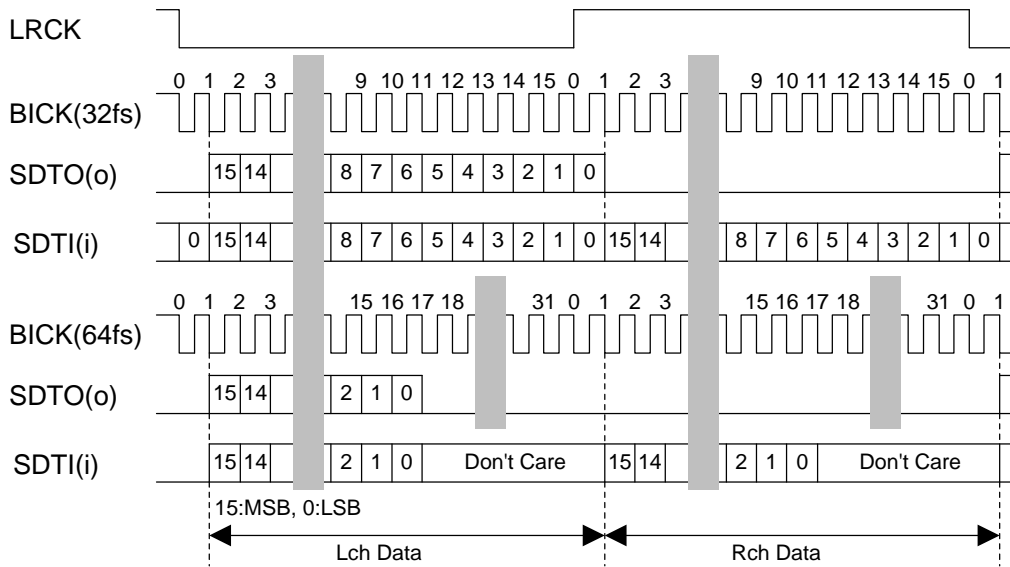 LRCK
0 1 2 3 9 10 11 12 13 14 15 0 1 2 3 9 10 11 12 13 14 15 0 1
BICK(32fs)
SDTO(o) 15 14 8 7 6 5 4 3 2 1 0
SDTI(i) 0 15 14 8 7 6 5 4 3 2 1 0 15 14 8 7 6 5 4 3 2 1 0
0 1 2 3 15 16 17 18 31 0 1 2 3 15 16 17 18 31 0 1
BICK(64fs)
SDTO(o) 15 14 2 1 0
SDTI(i) 15 14 2 1 0 Don't Care 15 14 2 1 0 Don't Care
15:MSB, 0:LSB
Lch Data Rch Data